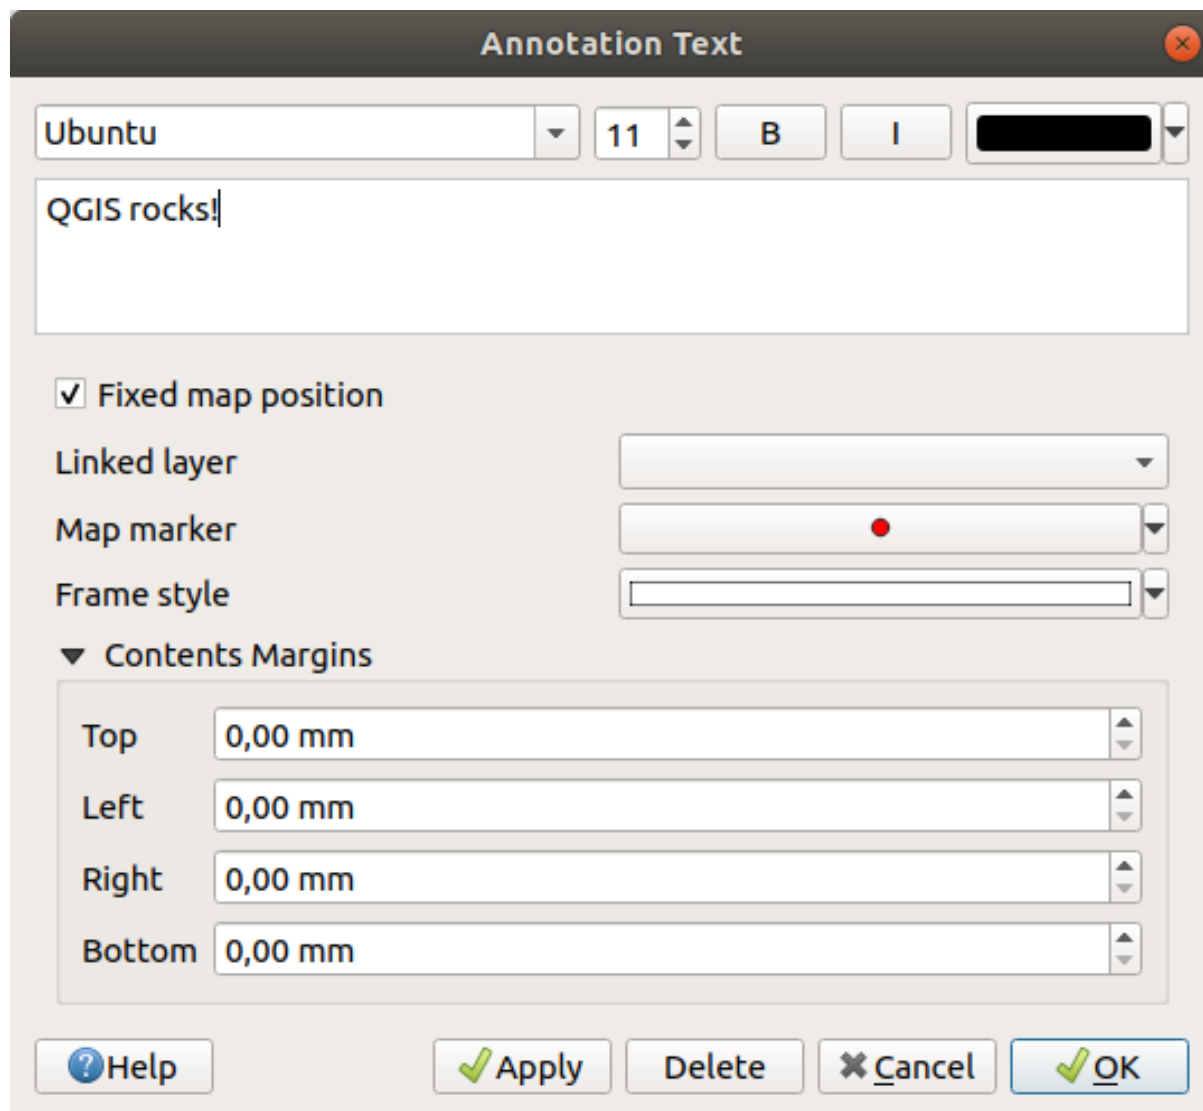 Annotation Text
Ubuntu 11 B I
QGIS rocks!
Fixed map position
Linked layer
Map marker
Frame style
Contents Margins
Top 0,00 mm
Left 0,00 mm
Right 0,00 mm
Bottom 0,00 mm
Help Apply Delete Cancel OK